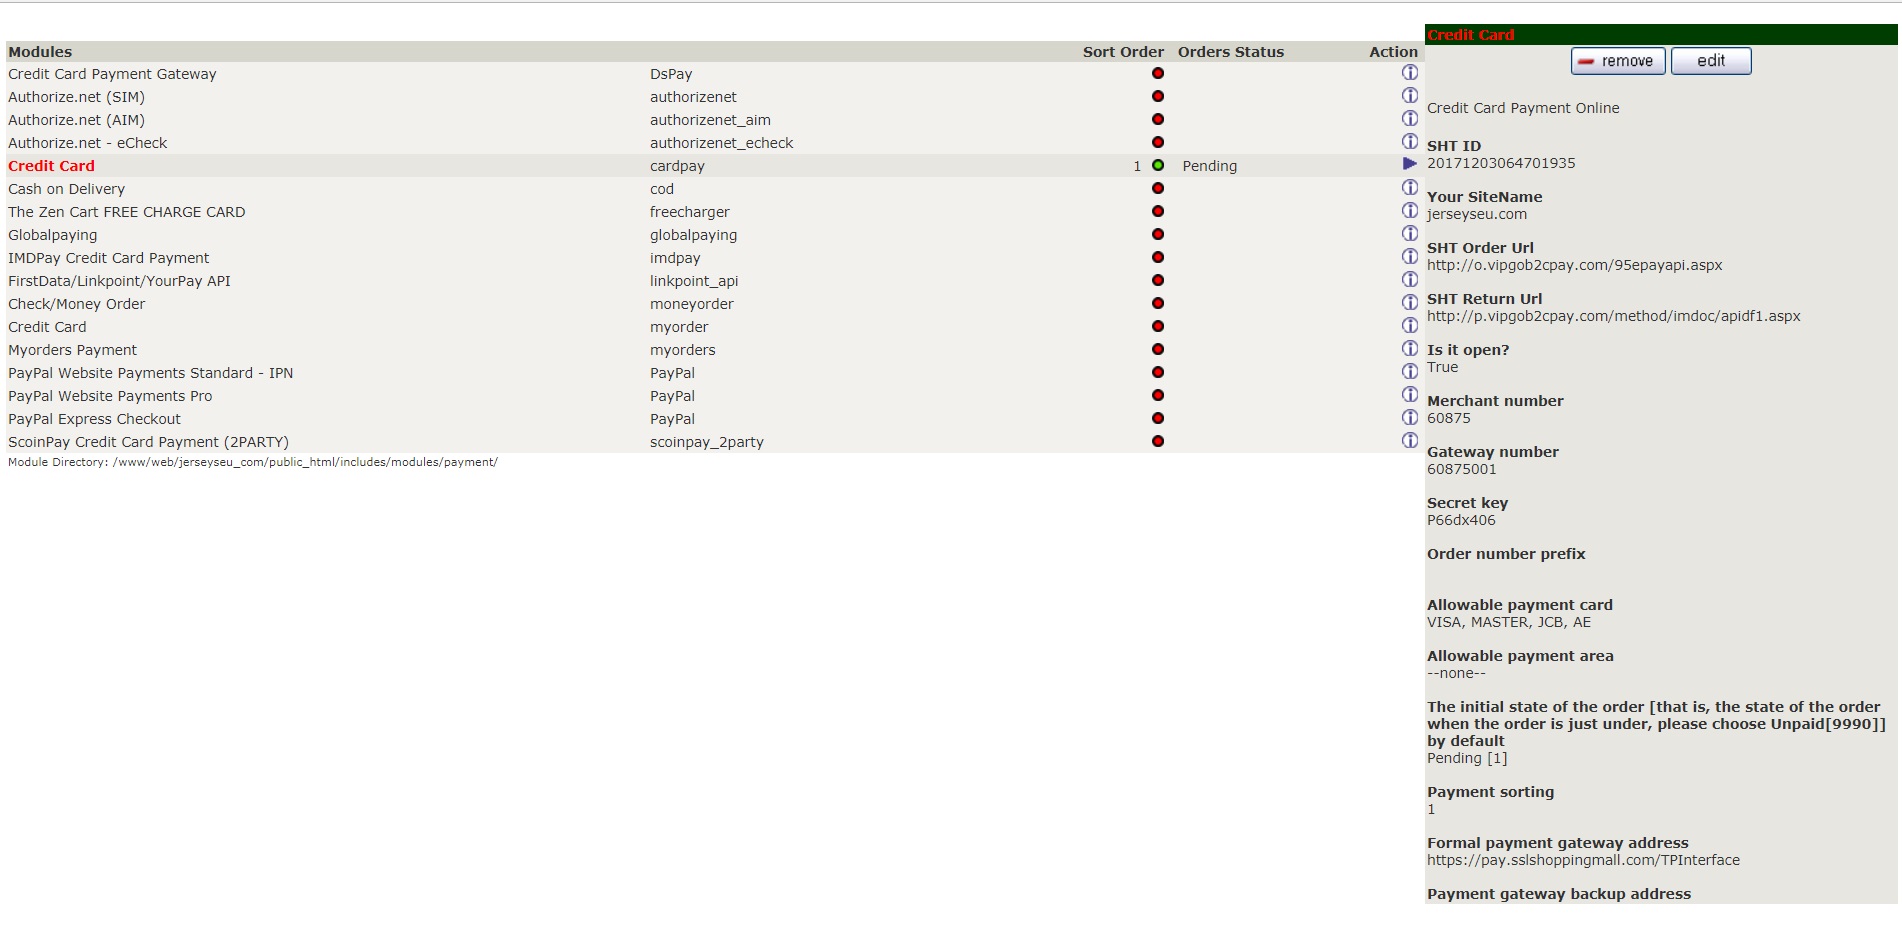 Modules Sort Order Orders Status Action
Credit Card Payment Gateway DsPay
Authorize.net (SIM) authorizenet
Authorize.net (AIM) authorizenet_aim
Authorize.net - eCheck authorizenet_echeck
Credit Card cardpay 1 Pending
Cash on Delivery cod
The Zen Cart FREE CHARGE CARD freecharger
Globalpaying globalpaying
IMDPay Credit Card Payment imdpay
FirstData/Linkpoint/YourPay API linkpoint_api
Check/Money Order moneyorder
Credit Card myorder
Myorders Payment myorders
PayPal Website Payments Standard - IPN PayPal
PayPal Website Payments Pro PayPal
PayPal Express Checkout PayPal
ScoinPay Credit Card Payment (2PARTY) scoinpay_2party
Module Directory: /www/web/jerseyseu_com/public_html/includes/modules/payment/
Credit Card
remove edit
Credit Card Payment Online
SHT ID
20171203064701935
Your SiteName
jerseyseu.com
SHT Order Url
http://o.vipgob2cpay.com/95epayapi.aspx
SHT Return Url
http://p.vipgob2cpay.com/method/imdoc/apidf1.aspx
Is it open?
True
Merchant number
60875
Gateway number
60875001
Secret key
P66dx406
Order number prefix
Allowable payment card
VISA, MASTER, JCB, AE
Allowable payment area
--none--
The initial state of the order [that is, the state of the order
when the order is just under, please choose Unpaid[9990]]
by default
Pending [1]
Payment sorting
1
Formal payment gateway address
https://pay.sslshoppingmall.com/TPInterface
Payment gateway backup address